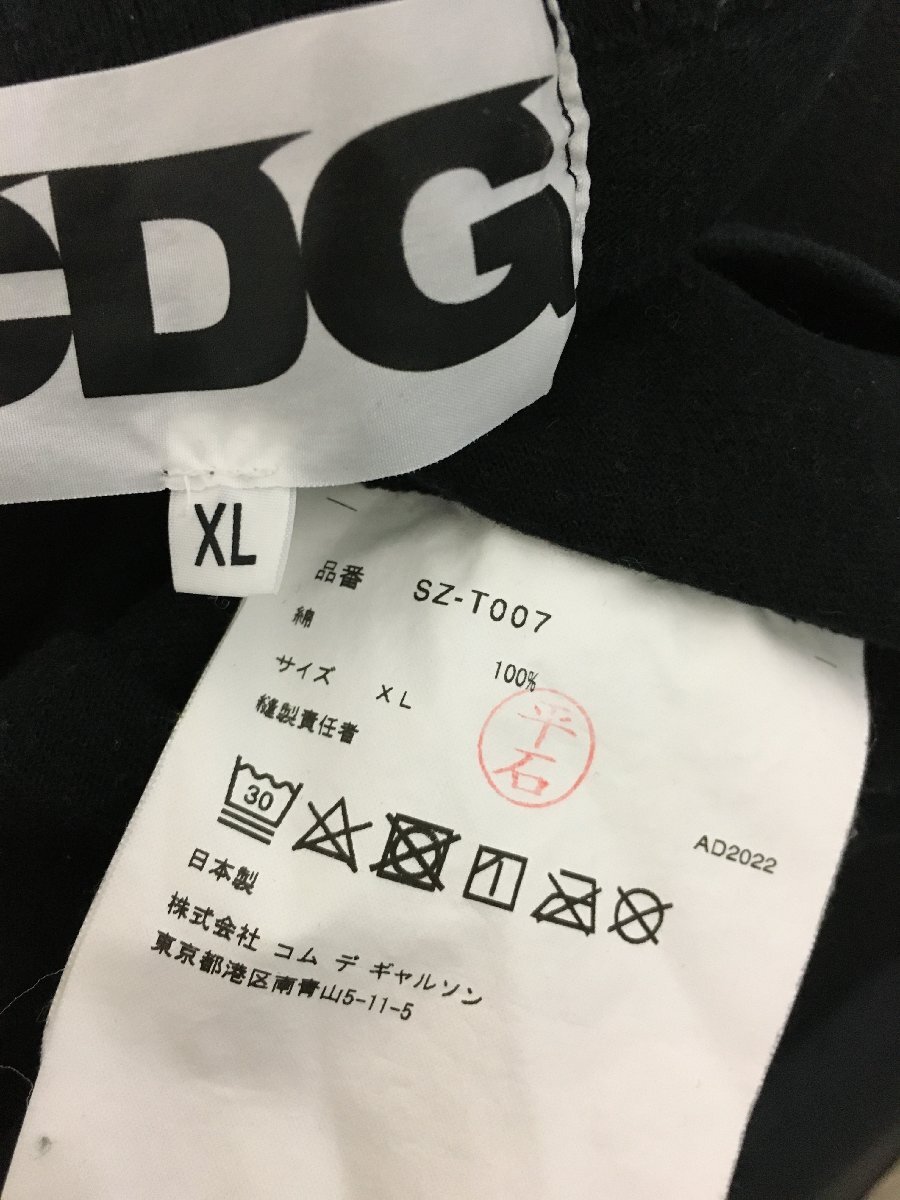 CDG
XL
品番 SZ-T007
綿 100%
サイズ XL
縫製責任者 平石
30
AD2022
日本製
株式会社 コム デ ギャルソン
東京都港区南青山5-11-5